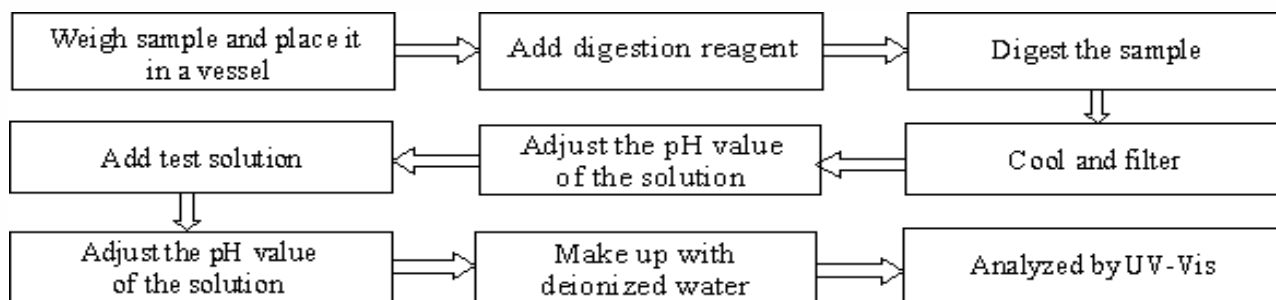 Weigh sample and place it
in a vessel
Add digestion reagent
Digest the sample
Cool and filter
Adjust the pH value
of the solution
Add test solution
Adjust the pH value
of the solution
Make up with
deionized water
Analyzed by UV-Vis